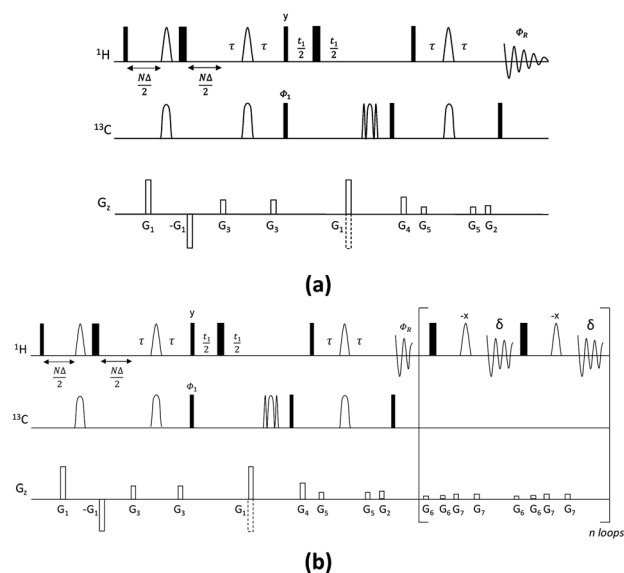 y
Φ_R
¹H
τ τ t₁/2 t₁/2 τ τ
NΔ/2 NΔ/2
Φ₁
¹³C
G_z
G₁ -G₁ G₃ G₃ G₁ G₄ G₅ G₅ G₂
(a)
y -x -x
Φ_R δ δ
¹H
τ τ t₁/2 t₁/2 τ τ
NΔ/2 NΔ/2
Φ₁
¹³C
G_z
G₁ -G₁ G₃ G₃ G₁ G₄ G₅ G₅ G₂ G₆ G₆ G₇ G₇ G₆ G₆ G₇ G₇
n loops
(b)